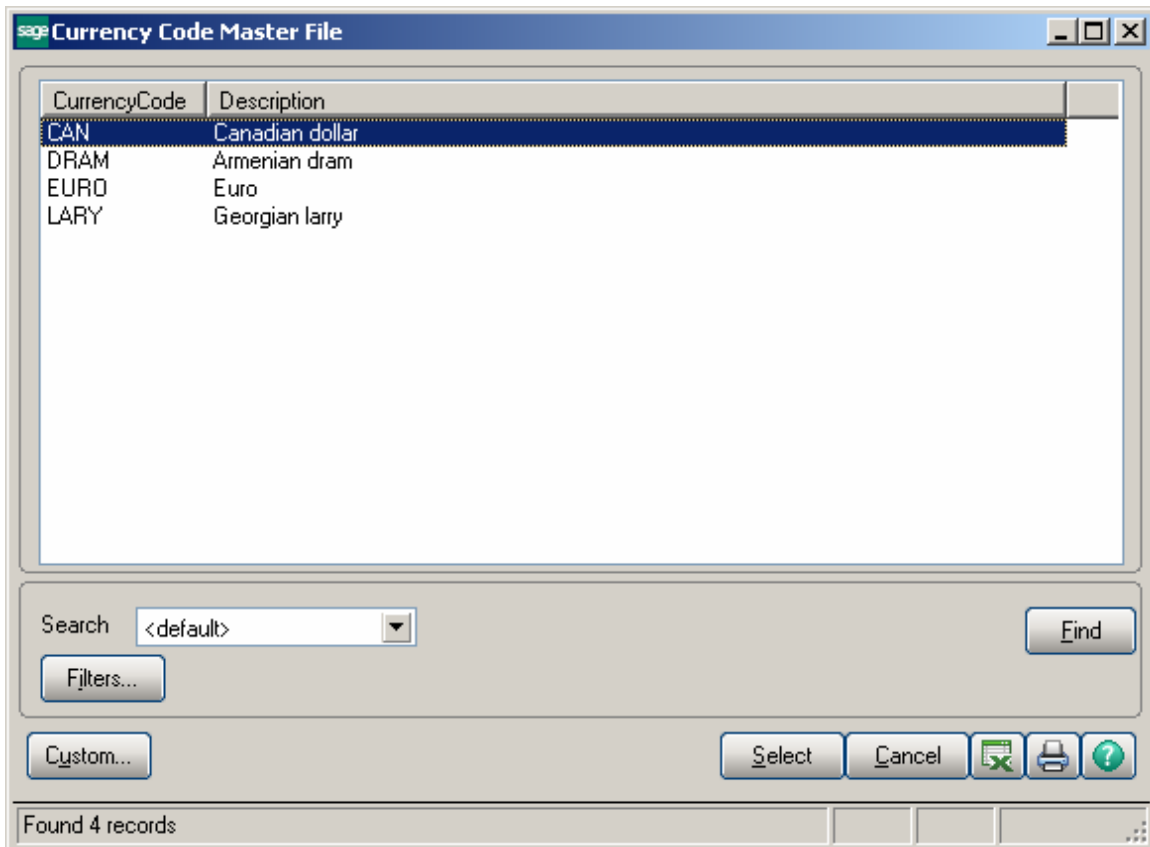 sage Currency Code Master File
CurrencyCode Description
CAN Canadian dollar
DRAM Armenian dram
EURO Euro
LARY Georgian larry
Search <default> Find
Filters...
Custom... Select Cancel
Found 4 records